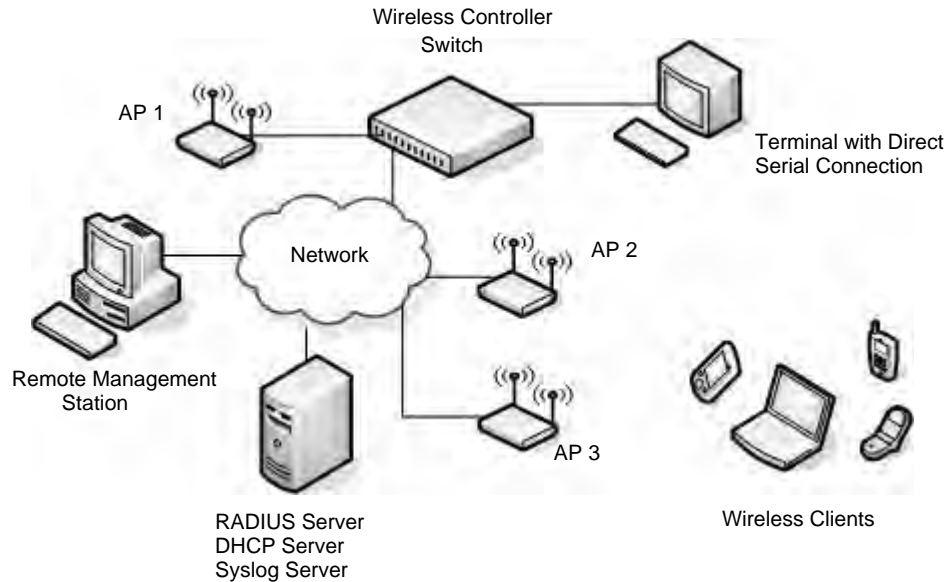 Wireless Controller
Switch
AP 1
Terminal with Direct
Serial Connection
Network
AP 2
Remote Management
Station
AP 3
RADIUS Server
DHCP Server
Syslog Server
Wireless Clients